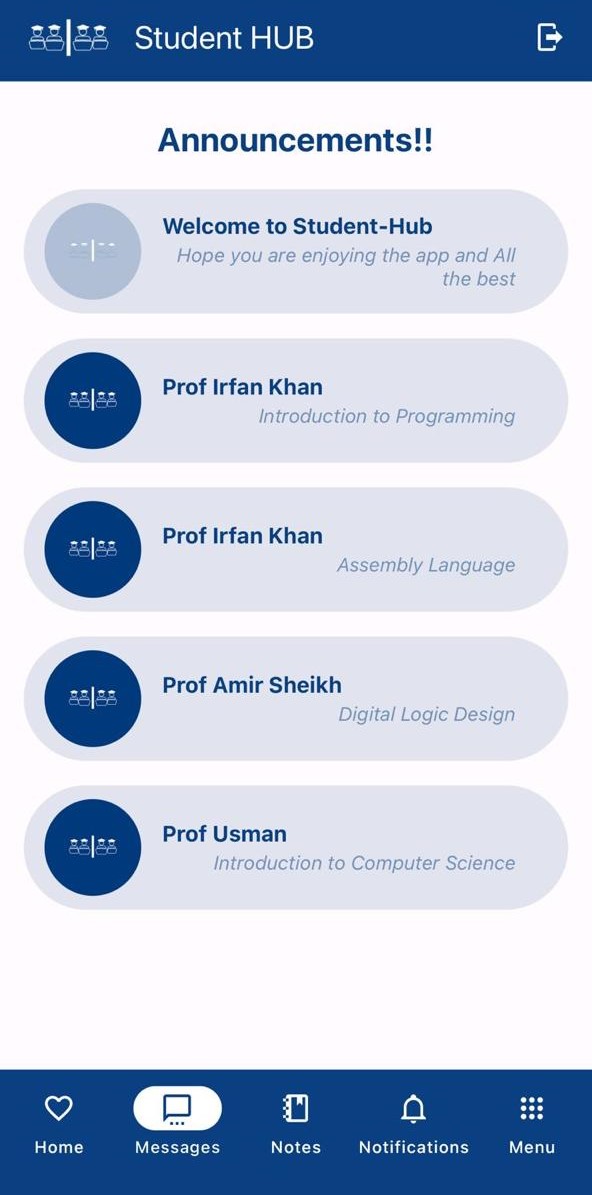 Student HUB
Announcements!!
Welcome to Student-Hub
Hope you are enjoying the app and All
the best
Prof Irfan Khan
Introduction to Programming
Prof Irfan Khan
Assembly Language
Prof Amir Sheikh
Digital Logic Design
Prof Usman
Introduction to Computer Science
Home
Messages
Notes
Notifications
Menu